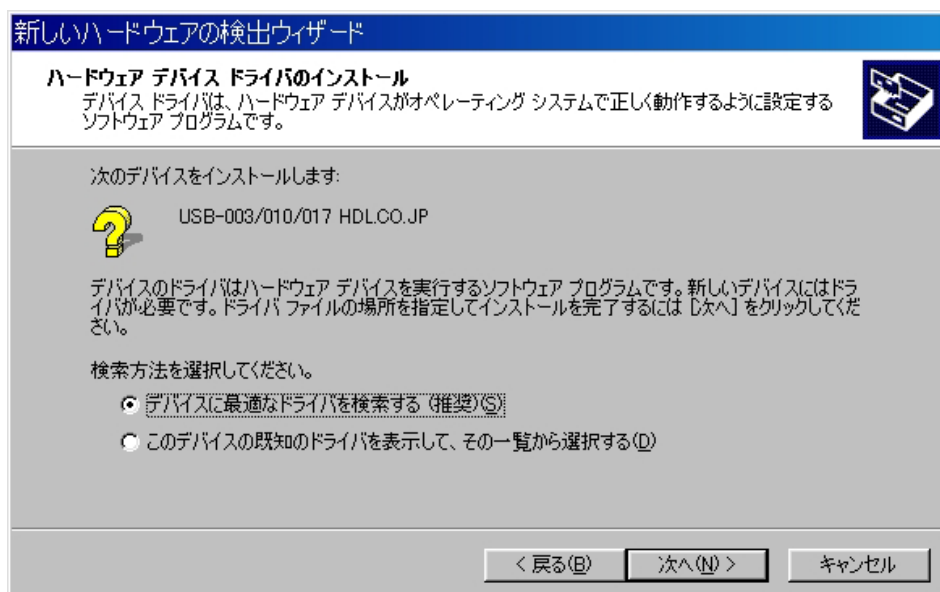 新しいハードウェアの検出ウィザード
ハードウェア デバイス ドライバのインストール
デバイス ドライバは、ハードウェア デバイスがオペレーティング システムで正しく動作するように設定する
ソフトウェア プログラムです。
次のデバイスをインストールします:
USB-003/010/017 HDL.CO.JP
デバイスのドライバはハードウェア デバイスを実行するソフトウェア プログラムです。新しいデバイスにはドラ
イバが必要です。ドライバ ファイルの場所を指定してインストールを完了するには [次へ] をクリックしてくだ
さい。
検索方法を選択してください。
デバイスに最適なドライバを検索する (推奨)(S)
このデバイスの既知のドライバを表示して、その一覧から選択する(D)
< 戻る(B) 次へ(N) > キャンセル